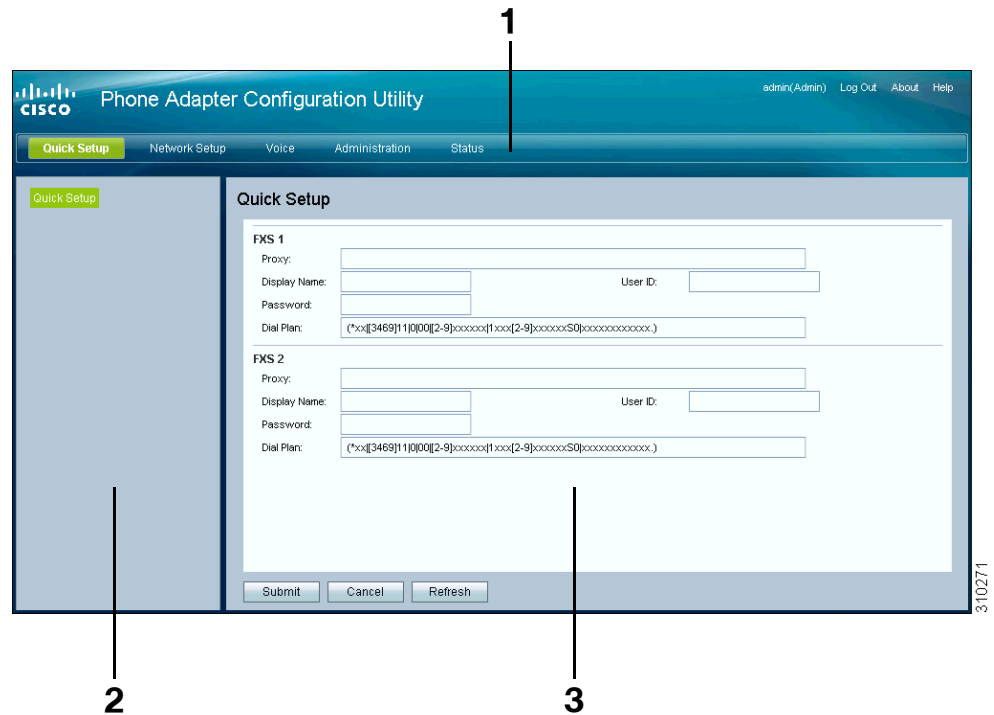 1
cisco Phone Adapter Configuration Utility admin(Admin) Log Out About Help
Quick Setup Network Setup Voice Administration Status
Quick Setup
Quick Setup
FXS 1
Proxy:
Display Name: User ID:
Password:
Dial Plan: (*xx|[3469]11|0|00|[2-9]xxxxxx|1xxx[2-9]xxxxxxS0|xxxxxxxxxxxx.)
FXS 2
Proxy:
Display Name: User ID:
Password:
Dial Plan: (*xx|[3469]11|0|00|[2-9]xxxxxx|1xxx[2-9]xxxxxxS0|xxxxxxxxxxxx.)
Submit Cancel Refresh
310271
2 3